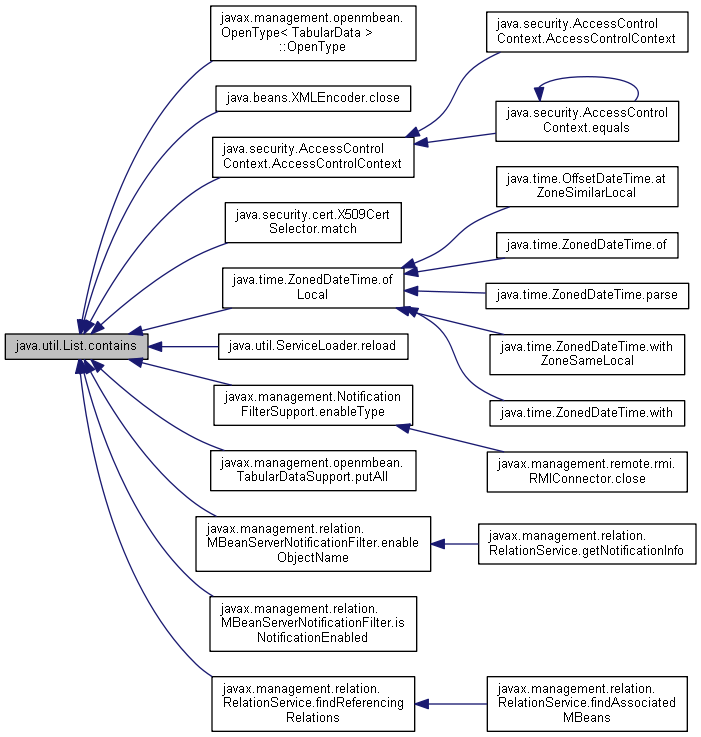 java.util.List.contains
javax.management.openmbean.
OpenType< TabularData >
::OpenType
java.beans.XMLEncoder.close
java.security.AccessControl
Context.AccessControlContext
java.security.cert.X509Cert
Selector.match
java.time.ZonedDateTime.of
Local
java.util.ServiceLoader.reload
javax.management.Notification
FilterSupport.enableType
javax.management.openmbean.
TabularDataSupport.putAll
javax.management.relation.
MBeanServerNotificationFilter.enable
ObjectName
javax.management.relation.
MBeanServerNotificationFilter.is
NotificationEnabled
javax.management.relation.
RelationService.findReferencing
Relations
java.security.AccessControl
Context.AccessControlContext
java.security.AccessControl
Context.equals
java.time.OffsetDateTime.at
ZoneSimilarLocal
java.time.ZonedDateTime.of
java.time.ZonedDateTime.parse
java.time.ZonedDateTime.with
ZoneSameLocal
java.time.ZonedDateTime.with
javax.management.remote.rmi.
RMIConnector.close
javax.management.relation.
RelationService.getNotificationInfo
javax.management.relation.
RelationService.findAssociated
MBeans